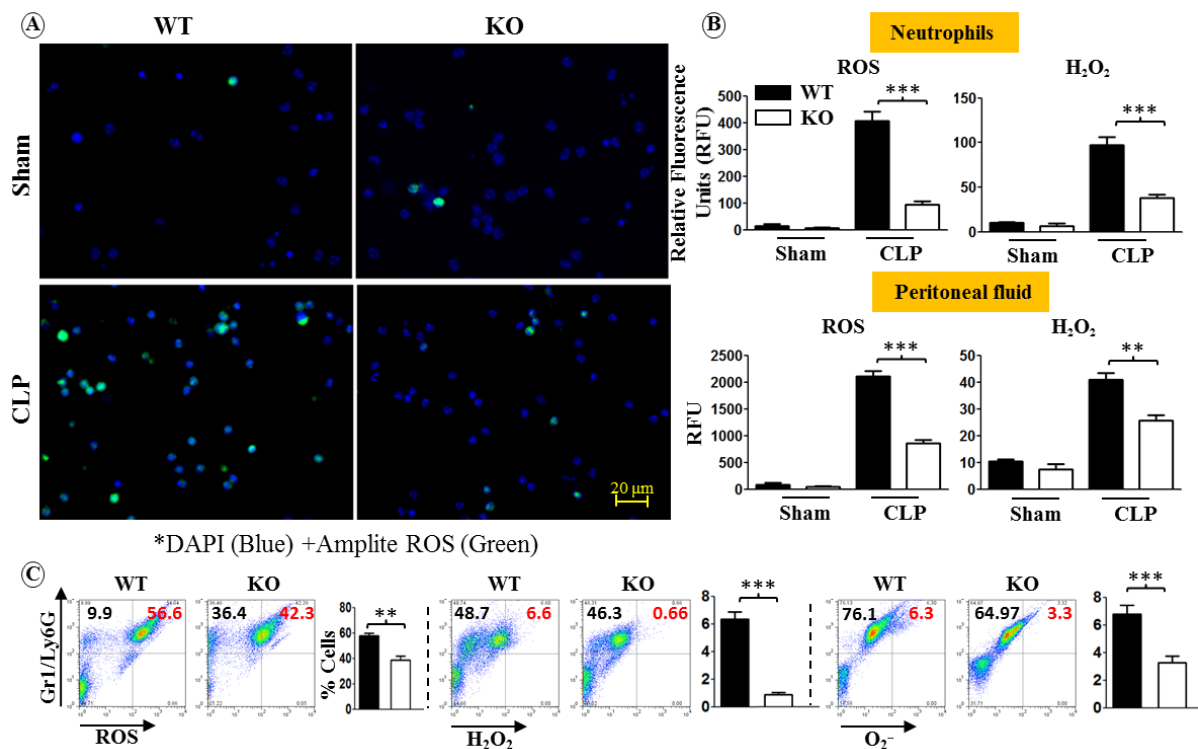 A
WT
KO
Sham
CLP
20 µm
*DAPI (Blue) +Amplite ROS (Green)
B
Neutrophils
ROS
H₂O₂
WT
KO
Relative Fluorescence
Units (RFU)
500
400
300
200
100
0
***
Sham
CLP
150
100
50
0
***
Sham
CLP
Peritoneal fluid
ROS
H₂O₂
RFU
2500
2000
1500
1000
500
0
***
Sham
CLP
50
40
30
20
10
0
**
Sham
CLP
C
Gr1/Ly6G
WT
9.9 56.6
KO
36.4 42.3
ROS
% Cells
80
60
40
20
0
**
WT
48.7 6.6
KO
46.3 0.66
H₂O₂
8
6
4
2
0
***
WT
76.1 6.3
KO
64.97 3.3
O₂⁻
8
6
4
2
0
***